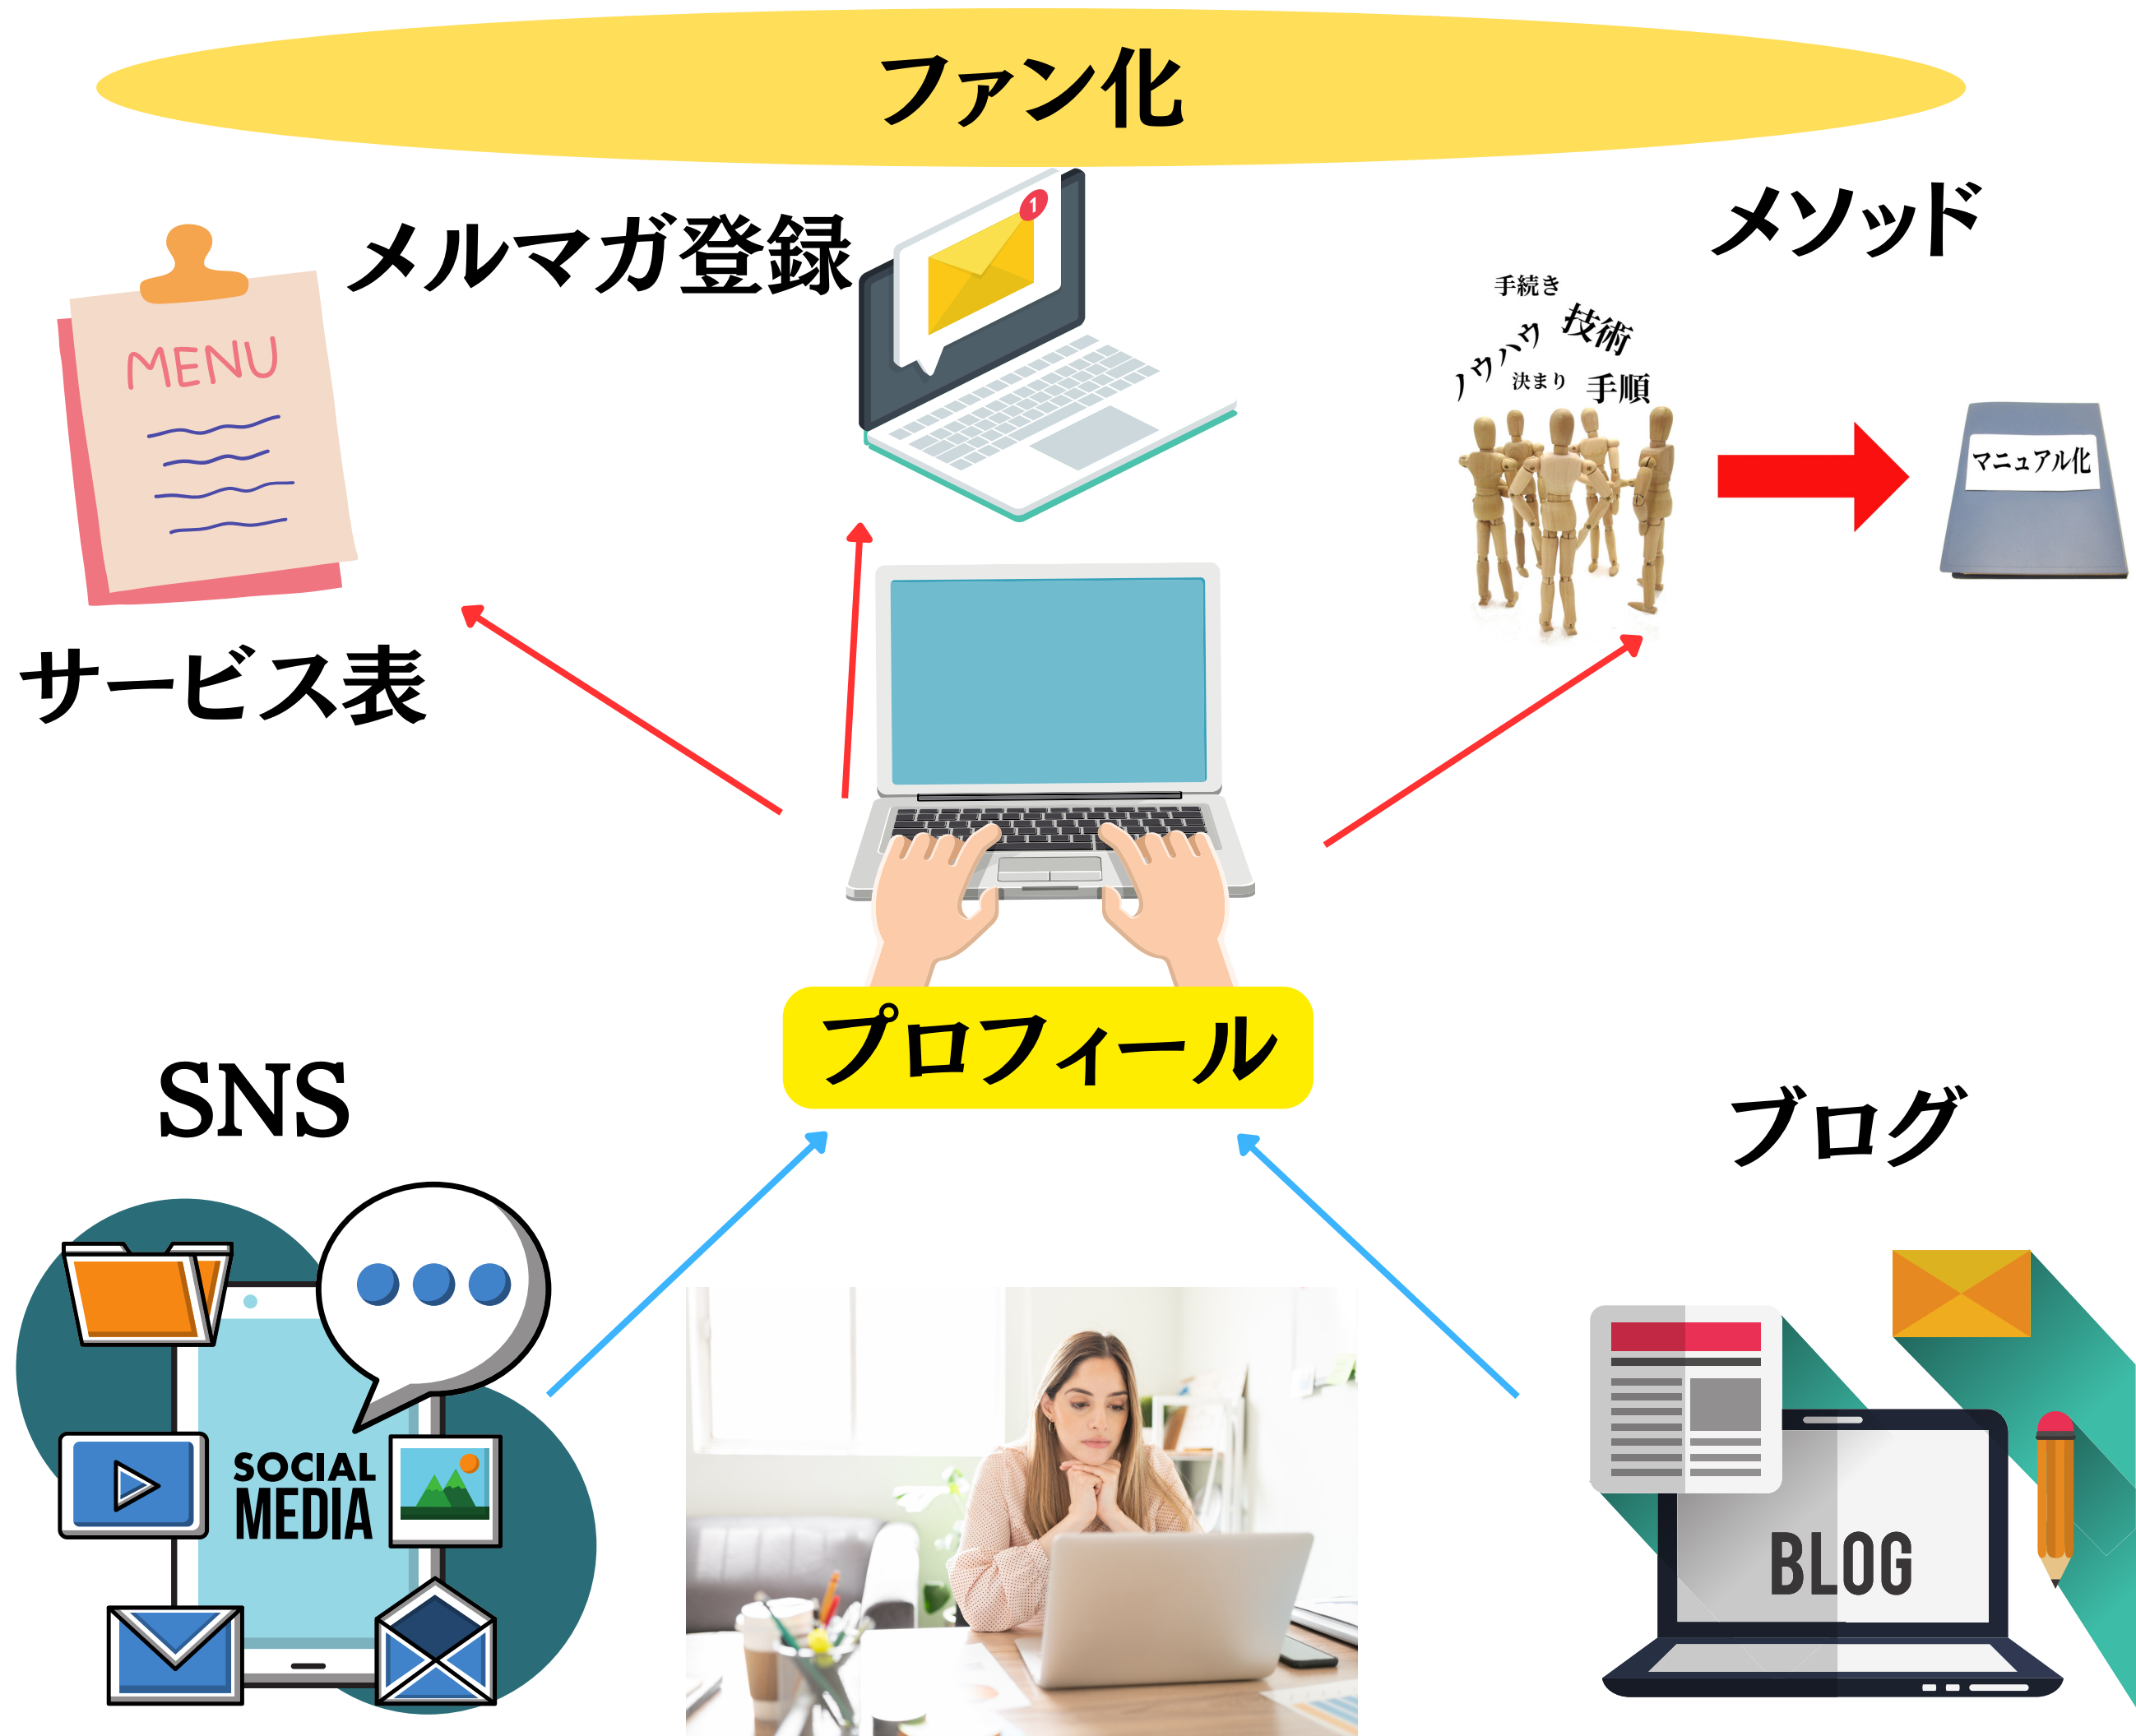 ファン化
メルマガ登録
1
メソッド
MENU
手続き
ノウハウ
技術
決まり
手順
マニュアル化
サービス表
プロフィール
SNS
ブログ
SOCIAL
MEDIA
BLOG